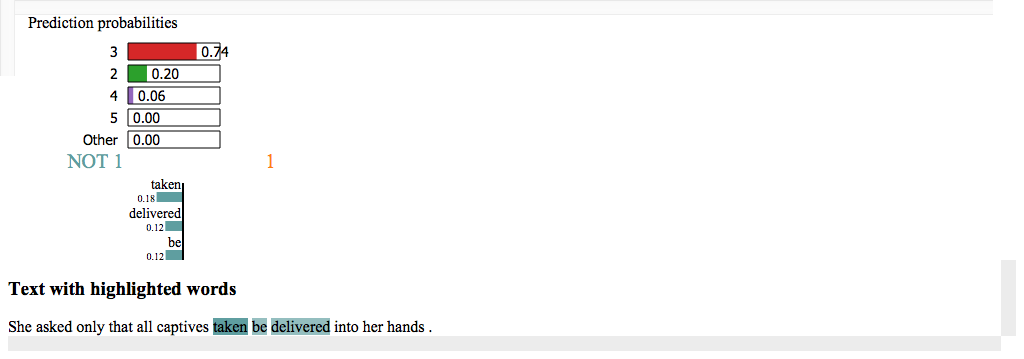 Prediction probabilities
3 0.74
2 0.20
4 0.06
5 0.00
Other 0.00
NOT 1 1
taken
0.18
delivered
0.12
be
0.12
Text with highlighted words
She asked only that all captives taken be delivered into her hands .